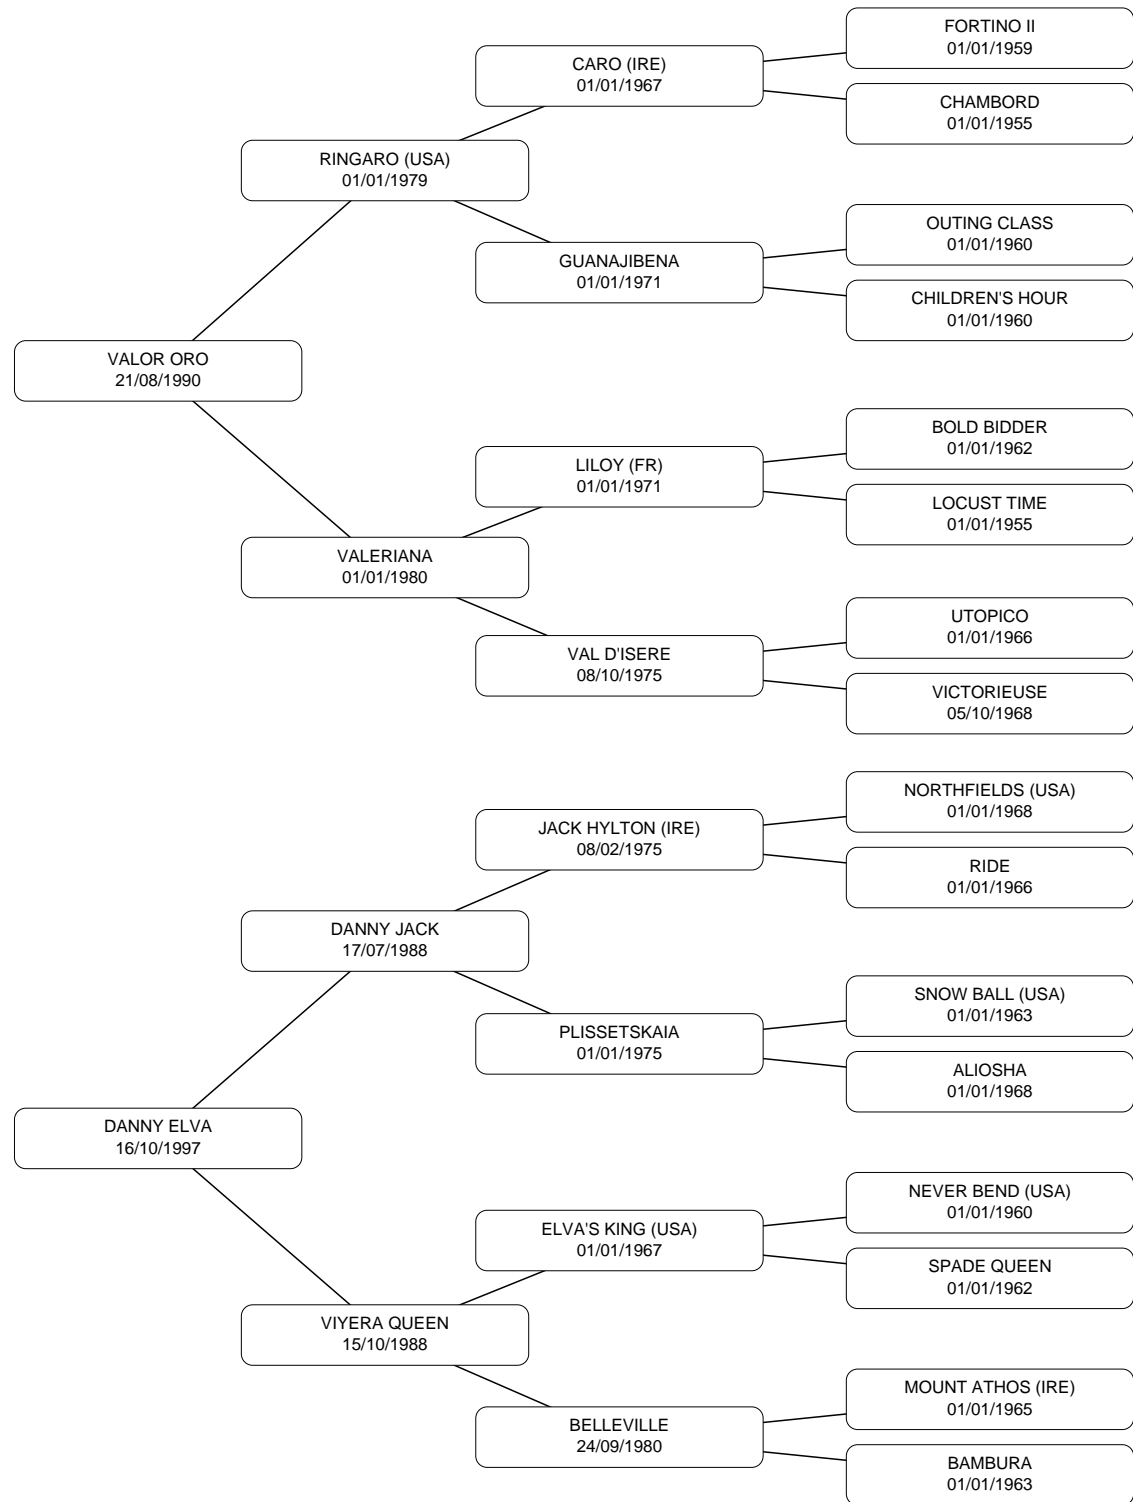 FORTINO II
01/01/1959
CARO (IRE)
01/01/1967
CHAMBORD
01/01/1955
RINGARO (USA)
01/01/1979
OUTING CLASS
01/01/1960
GUANAJIBENA
01/01/1971
CHILDREN'S HOUR
01/01/1960
VALOR ORO
21/08/1990
BOLD BIDDER
01/01/1962
LILOY (FR)
01/01/1971
LOCUST TIME
01/01/1955
VALERIANA
01/01/1980
UTOPICO
01/01/1966
VAL D'ISERE
08/10/1975
VICTORIEUSE
05/10/1968
NORTHFIELDS (USA)
01/01/1968
JACK HYLTON (IRE)
08/02/1975
RIDE
01/01/1966
DANNY JACK
17/07/1988
SNOW BALL (USA)
01/01/1963
PLISSETSKAIA
01/01/1975
ALIOSHA
01/01/1968
DANNY ELVA
16/10/1997
NEVER BEND (USA)
01/01/1960
ELVA'S KING (USA)
01/01/1967
SPADE QUEEN
01/01/1962
VIYERA QUEEN
15/10/1988
MOUNT ATHOS (IRE)
01/01/1965
BELLEVILLE
24/09/1980
BAMBURA
01/01/1963